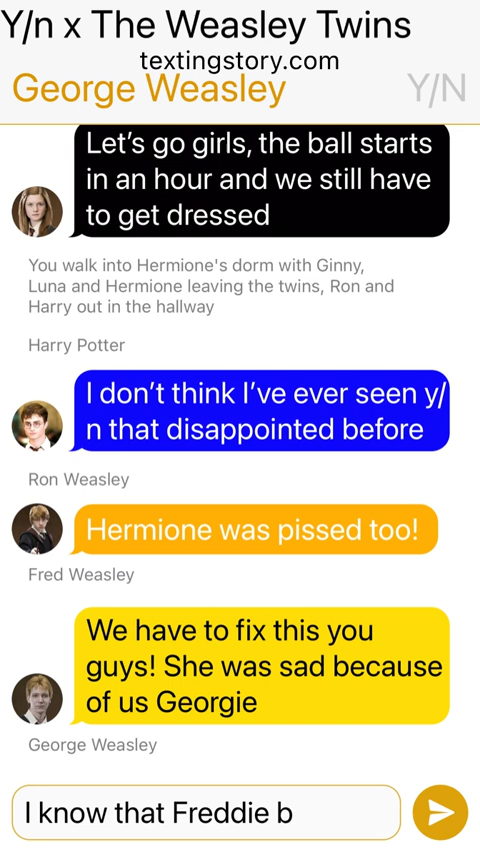 Y/n x The Weasley Twins
textingstory.com
George Weasley Y/N
Let’s go girls, the ball starts
in an hour and we still have
to get dressed
You walk into Hermione's dorm with Ginny,
Luna and Hermione leaving the twins, Ron and
Harry out in the hallway
Harry Potter
I don’t think I’ve ever seen y/
n that disappointed before
Ron Weasley
Hermione was pissed too!
Fred Weasley
We have to fix this you
guys! She was sad because
of us Georgie
George Weasley
I know that Freddie b